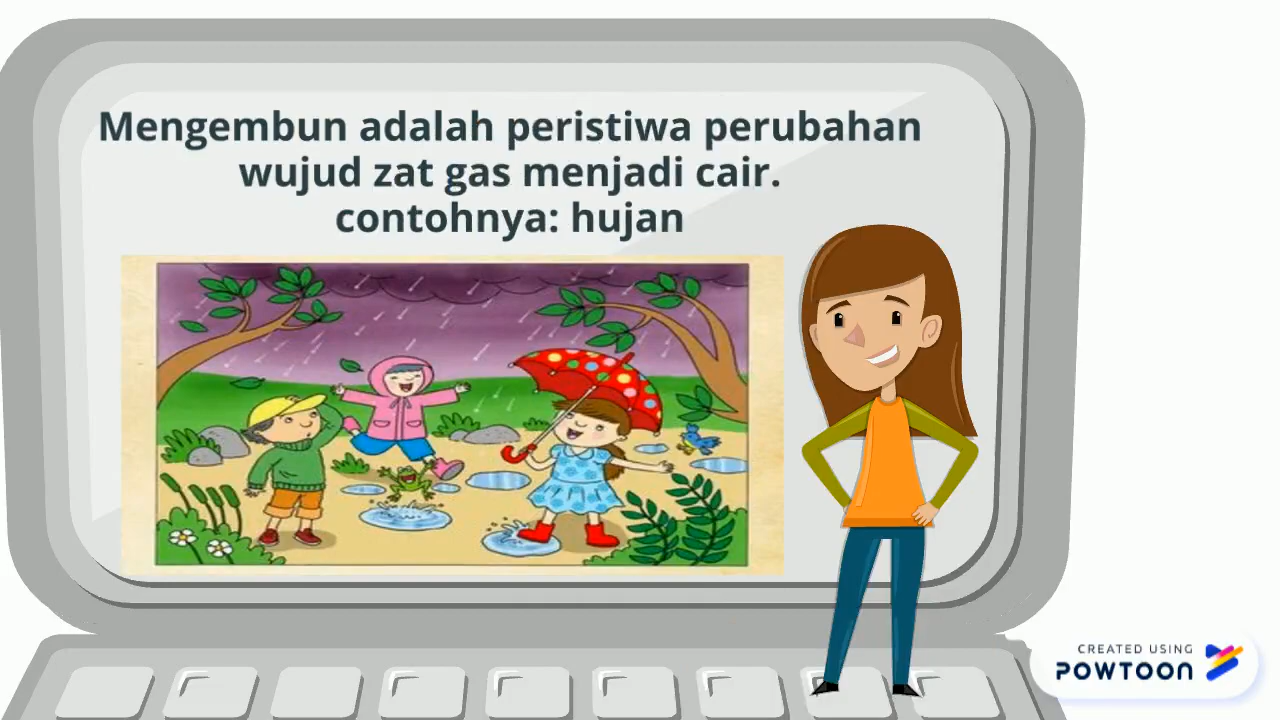 Mengembun adalah peristiwa perubahan
wujud zat gas menjadi cair.
contohnya: hujan
CREATED USING
POWTOON